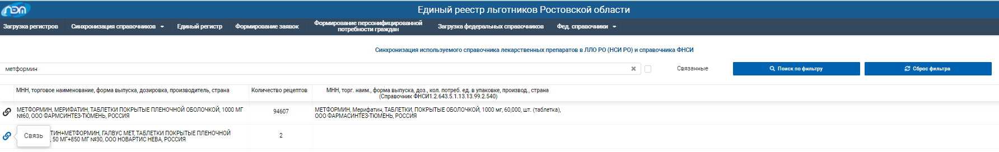 ЛЭМ
Единый реестр льготников Ростовской области
Загрузка регистров
Синхронизация справочников
Единый регистр
Формирование заявок
Формирование персонифицированной
потребности граждан
Загрузка федеральных справочников
Фед. справочники
Синхронизация используемого справочника лекарственных препаратов в ЛЛО РО (НСИ РО) и справочника ФНСИ
метформин
Связанные
Поиск по фильтру
Сброс фильтра
МНН, торговое наименование, форма выпуска, дозировка, производитель, страна
Количество рецептов
МНН, торг. наим., форма выпуска, доз., кол. потреб. ед. в упаковке, производ., страна
(Справочник ФНСИ1.2.643.5.1.13.13.99.2.540)
МЕТФОРМИН, МЕРИФАТИН, ТАБЛЕТКИ ПОКРЫТЫЕ ПЛЕНОЧНОЙ ОБОЛОЧКОЙ, 1000 МГ
№60, ООО ФАРМСИНТЕЗ-ТЮМЕНЬ, РОССИЯ
94607
МЕТФОРМИН, Мерифатин, ТАБЛЕТКИ, ПОКРЫТЫЕ ОБОЛОЧКОЙ, 1000 мг, 60,000, шт. (таблетка),
ООО ФАРМАСИНТЕЗ-ТЮМЕНЬ, РОССИЯ
Связь
ТИН+МЕТФОРМИН, ГАЛВУС МЕТ, ТАБЛЕТКИ ПОКРЫТЫЕ ПЛЕНОЧНОЙ
, 50 МГ+850 МГ №30, ООО НОВАРТИС НЕВА, РОССИЯ
2